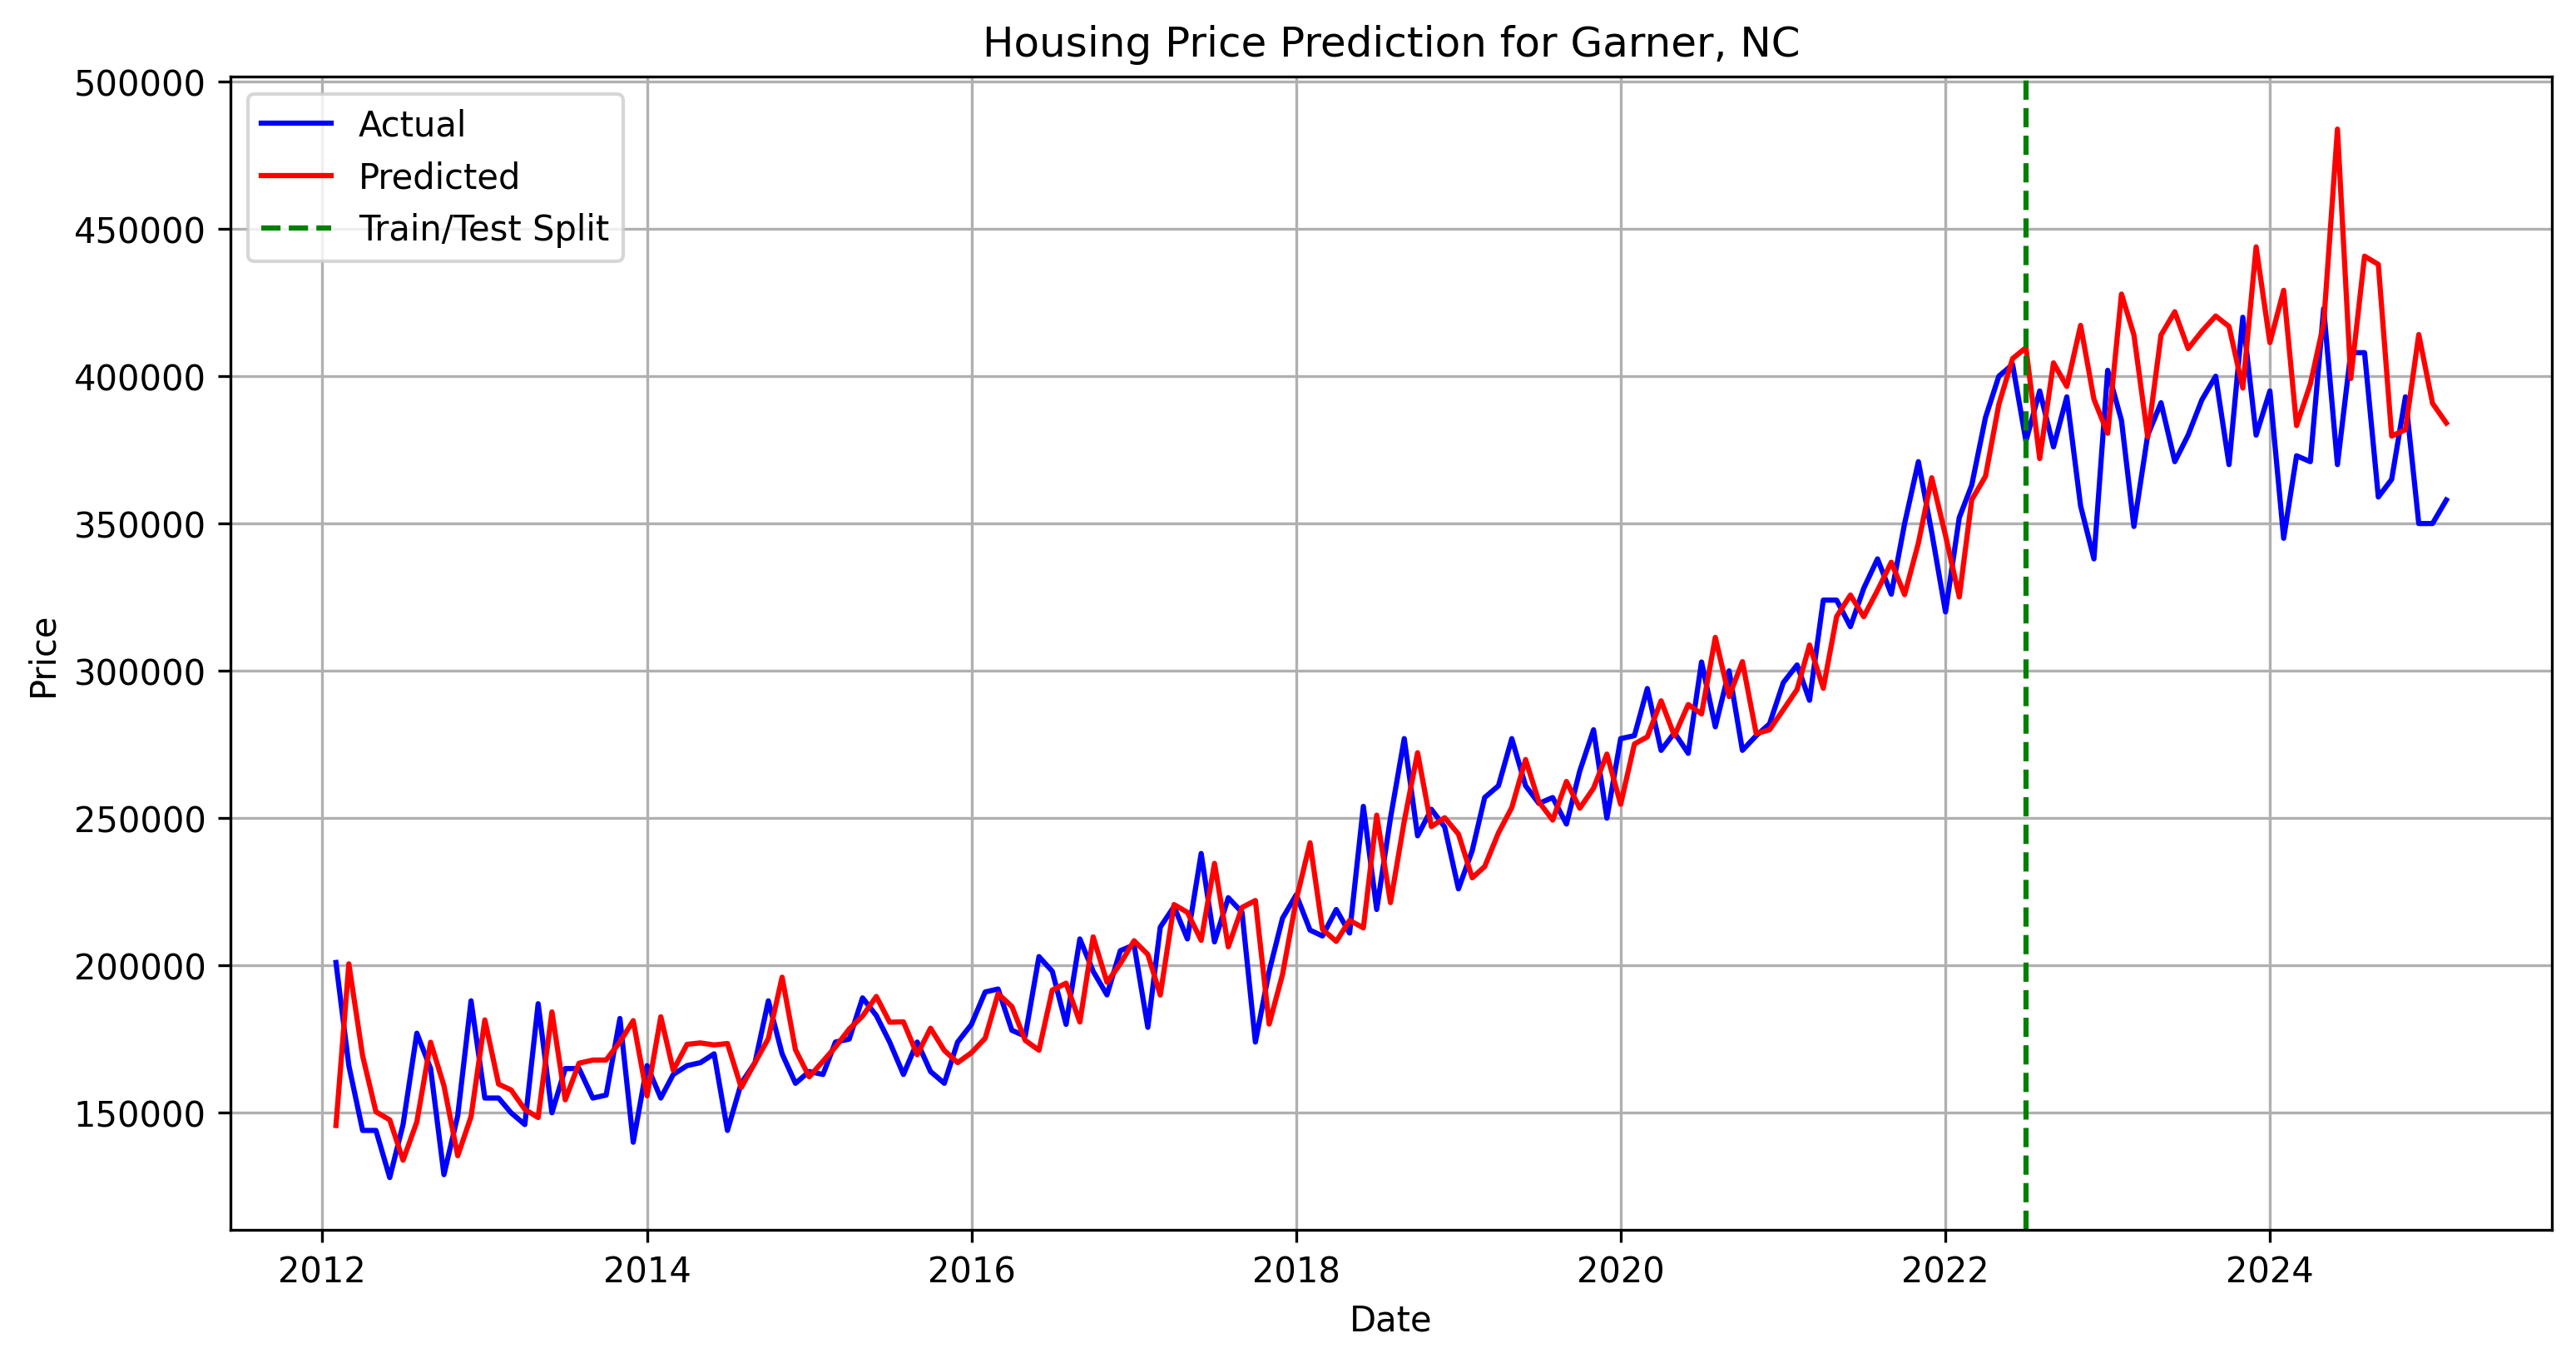 Housing Price Prediction for Garner, NC
Actual
Predicted
Train/Test Split
500000
450000
400000
350000
300000
250000
200000
150000
Price
2012
2014
2016
2018
2020
2022
2024
Date